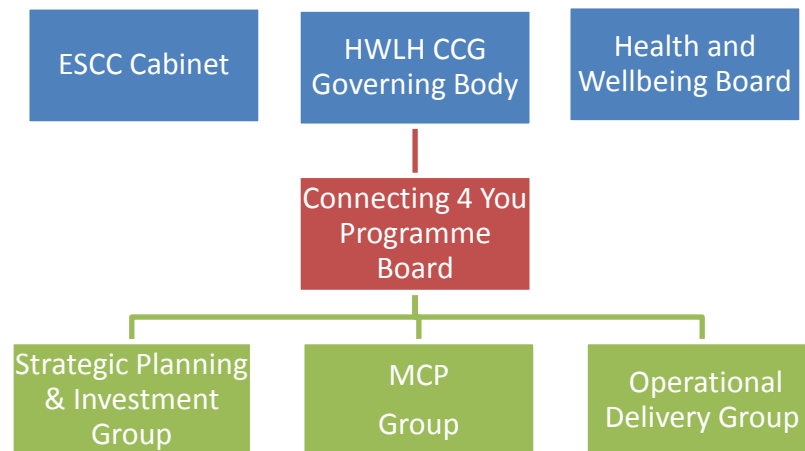 ESCC Cabinet
HWLH CCG
Governing Body
Health and
Wellbeing Board
Connecting 4 You
Programme
Board
Strategic Planning
& Investment
Group
MCP
Group
Operational
Delivery Group